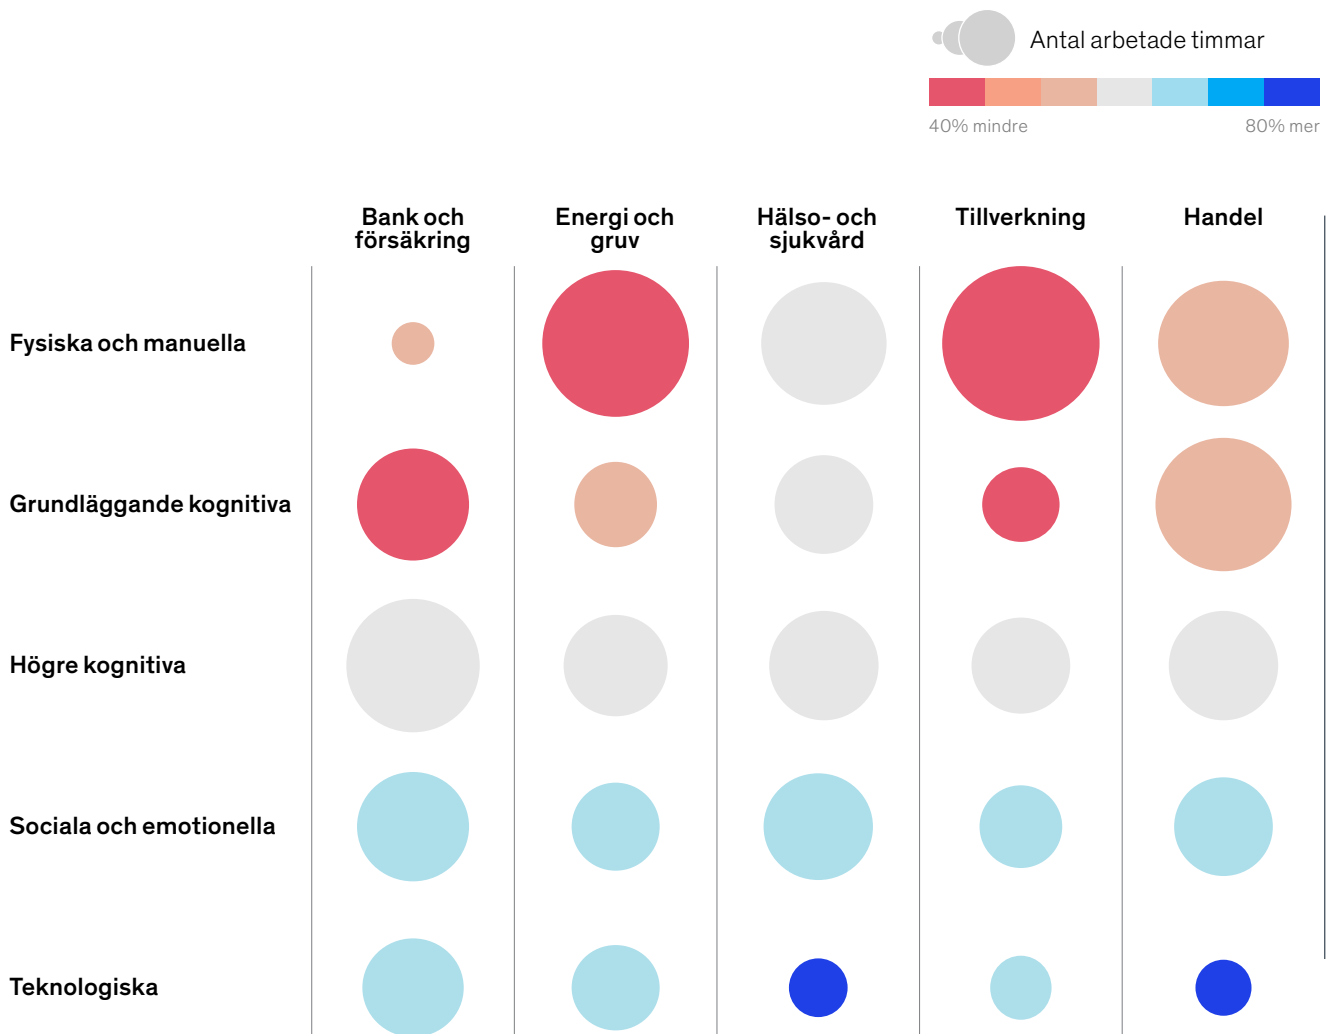 Antal arbetade timmar
40% mindre
80% mer
Bank och
försäkring
Energi och
gruv
Hälso- och
sjukvård
Tillverkning
Handel
Fysiska och manuella
Grundläggande kognitiva
Högre kognitiva
Sociala och emotionella
Teknologiska